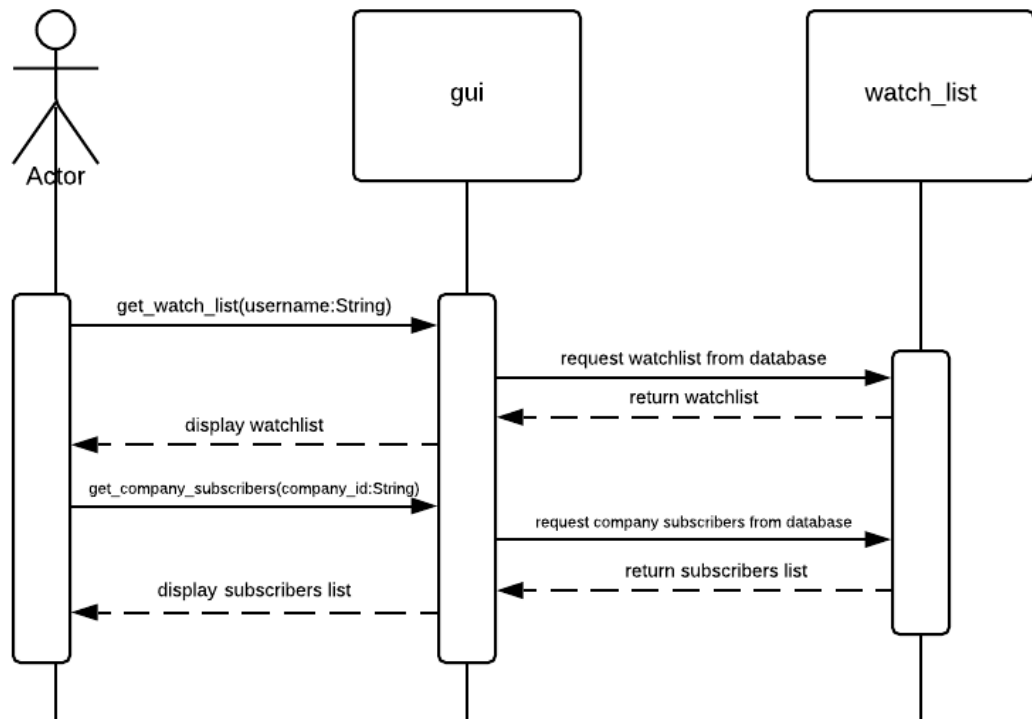 gui
watch_list
Actor
get_watch_list(username:String)
request watchlist from database
return watchlist
display watchlist
get_company_subscribers(company_id:String)
request company subscribers from database
return subscribers list
display subscribers list